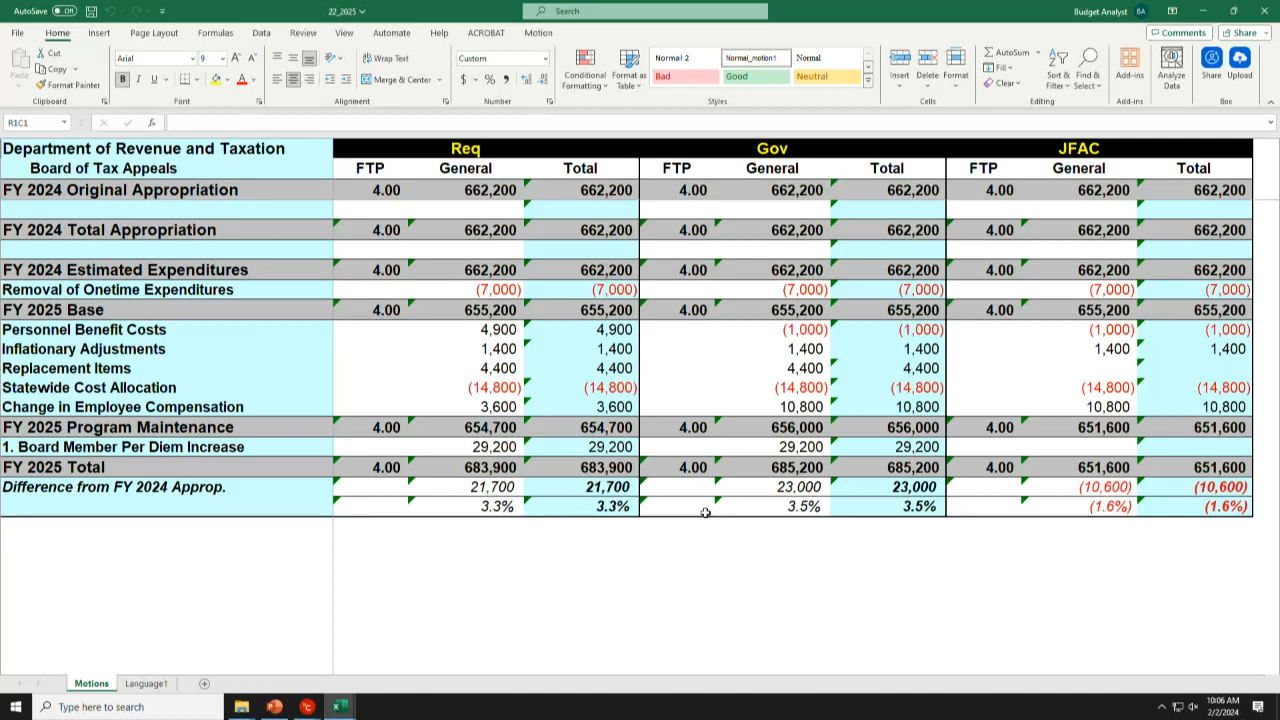 AutoSave Off 22_2025 Search Budget Analyst BA
File Home Insert Page Layout Formulas Data Review View Automate Help ACROBAT Motion Comments Share
Paste Cut Copy Format Painter Clipboard
Arial 9 B I U A Font
Wrap Text Merge & Center Alignment
Custom $ % Number
Conditional Formatting Format as Table Normal 2 Normal_motion1 Normal Bad Good Neutral Styles
Insert Delete Format Cells
AutoSum Fill Clear Sort & Filter Find & Select Editing
Add-ins Add-ins
Analyze Data
Share Upload Box
R1C1 fx
Department of Revenue and Taxation Req Gov JFAC
Board of Tax Appeals FTP General Total FTP General Total FTP General Total
FY 2024 Original Appropriation 4.00 662,200 662,200 4.00 662,200 662,200 4.00 662,200 662,200
FY 2024 Total Appropriation 4.00 662,200 662,200 4.00 662,200 662,200 4.00 662,200 662,200
FY 2024 Estimated Expenditures 4.00 662,200 662,200 4.00 662,200 662,200 4.00 662,200 662,200
Removal of Onetime Expenditures (7,000) (7,000) (7,000) (7,000) (7,000) (7,000)
FY 2025 Base 4.00 655,200 655,200 4.00 655,200 655,200 4.00 655,200 655,200
Personnel Benefit Costs 4,900 4,900 (1,000) (1,000) (1,000) (1,000)
Inflationary Adjustments 1,400 1,400 1,400 1,400 1,400 1,400
Replacement Items 4,400 4,400 4,400 4,400
Statewide Cost Allocation (14,800) (14,800) (14,800) (14,800) (14,800) (14,800)
Change in Employee Compensation 3,600 3,600 10,800 10,800 10,800 10,800
FY 2025 Program Maintenance 4.00 654,700 654,700 4.00 656,000 656,000 4.00 651,600 651,600
1. Board Member Per Diem Increase 29,200 29,200 29,200 29,200
FY 2025 Total 4.00 683,900 683,900 4.00 685,200 685,200 4.00 651,600 651,600
Difference from FY 2024 Approp. 21,700 21,700 23,000 23,000 (10,600) (10,600)
3.3% 3.3% 3.5% 3.5% (1.6%) (1.6%)
Motions Language1
Type here to search 10:06 AM
2/2/2024